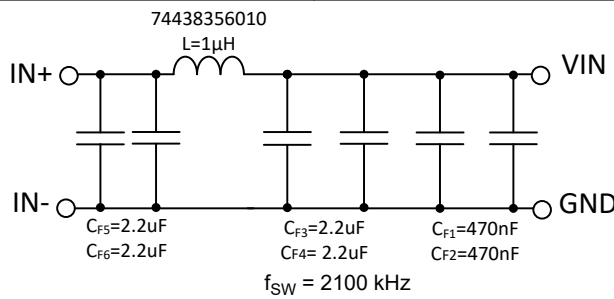 74438356010
L=1µH
IN+
VIN
IN-
GND
CF5=2.2uF
CF6=2.2uF
CF3=2.2uF
CF4= 2.2uF
CF1=470nF
CF2=470nF
fSW = 2100 kHz